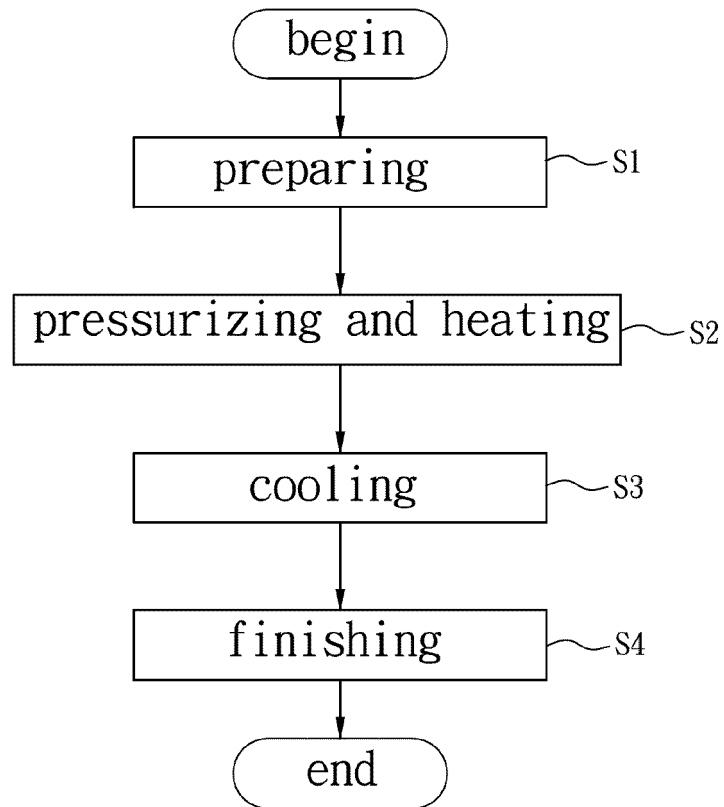 begin
preparing
S1
pressurizing and heating
S2
cooling
S3
finishing
S4
end